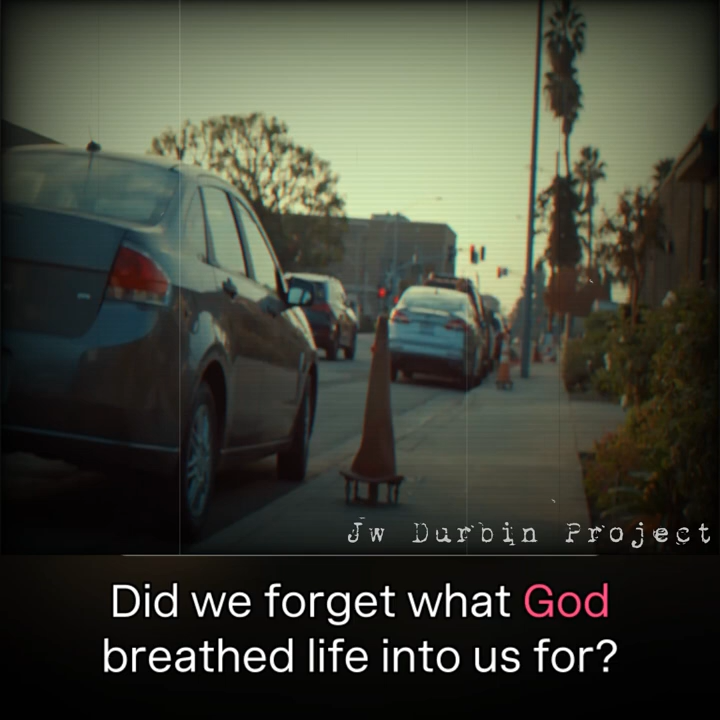 Jw Durbin Project
Did we forget what God
breathed life into us for?